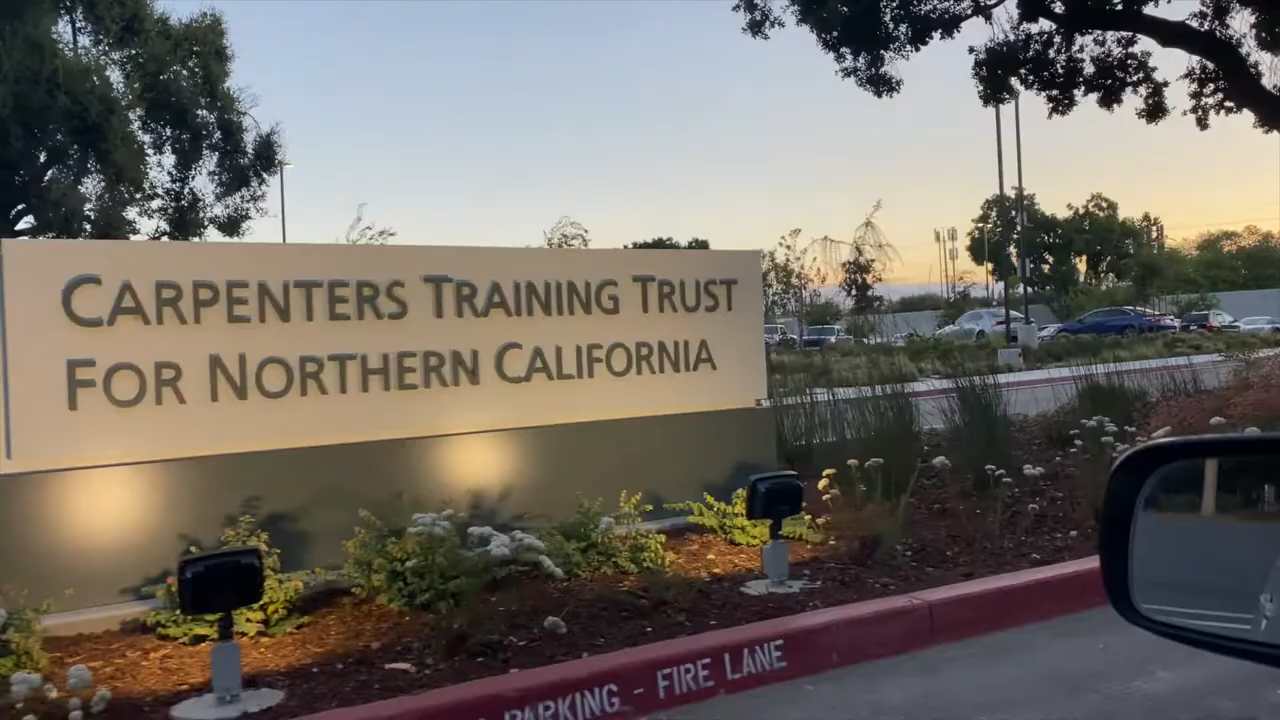 CARPENTERS TRAINING TRUST
FOR NORTHERN CALIFORNIA
PARKING - FIRE LANE